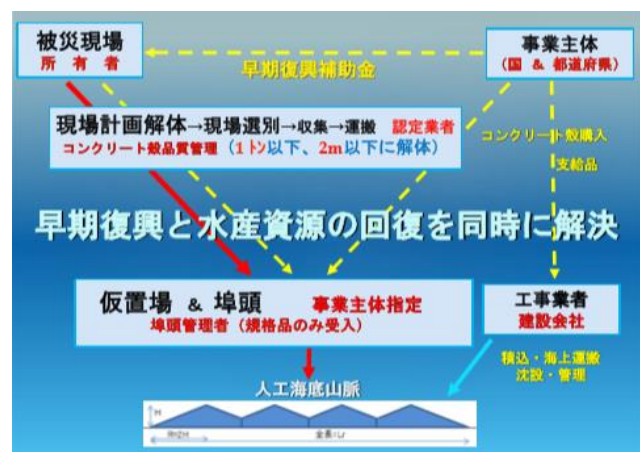 被災現場
所有者
事業主体
(国 & 都道府県)
早期復興補助金
現場計画解体→現場選別→収集→運搬 認定業者
コンクリート殻品質管理（1トン以下、2m以下に解体）
コンクリート殻購入
支給品
早期復興と水産資源の回復を同時に解決
仮置場 & 埠頭 事業主体指定
埠頭管理者（規格品のみ受入）
工事業者
建設会社
積込・海上運搬
沈設・管理
人工海底山脈
H
全長=Lr